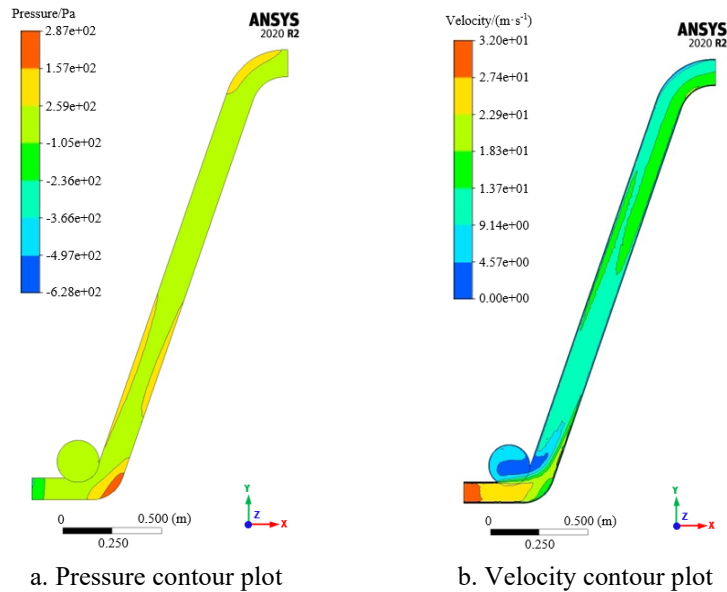 Pressure/Pa
2.87e+02
1.57e+02
2.59e+02
-1.05e+02
-2.36e+02
-3.66e+02
-4.97e+02
-6.28e+02
ANSYS
2020 R2
0
0.500 (m)
0.250
Y
Z
X
a. Pressure contour plot
Velocity/(m·s⁻¹)
3.20e+01
2.74e+01
2.29e+01
1.83e+01
1.37e+01
9.14e+00
4.57e+00
0.00e+00
ANSYS
2020 R2
0
0.500 (m)
0.250
Y
Z
X
b. Velocity contour plot